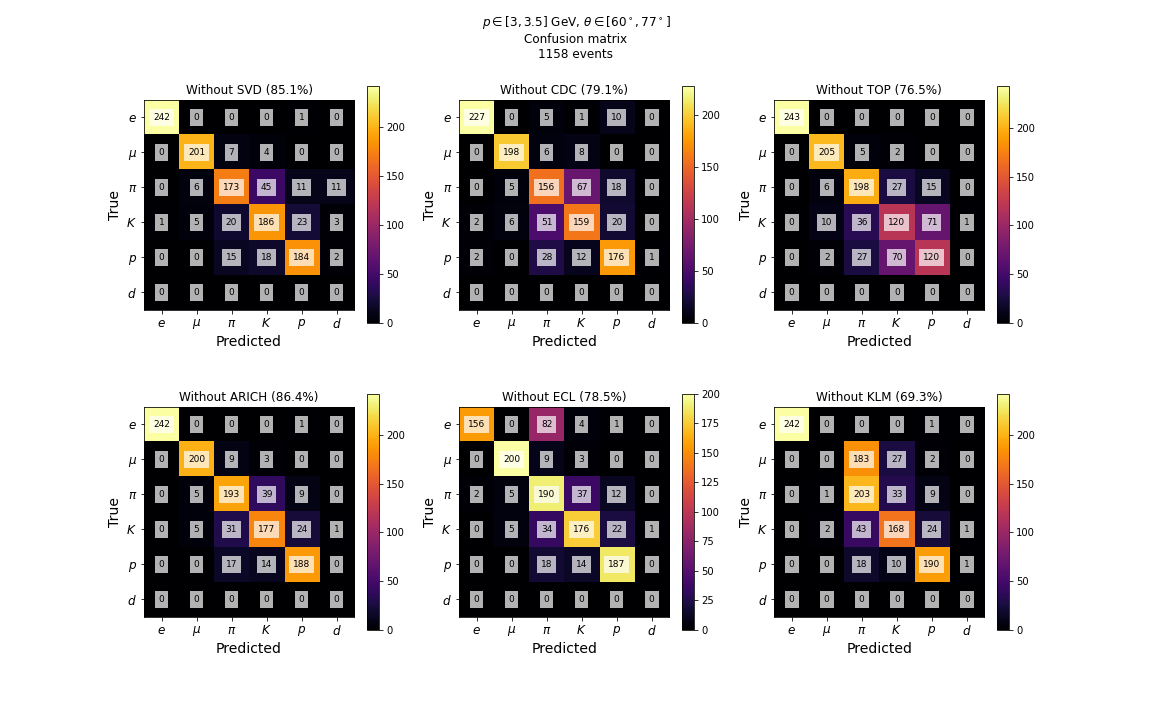 p ∈ [3, 3.5] GeV, θ ∈ [60°, 77°]
Confusion matrix
1158 events
Without SVD (85.1%)
True
e 242 0 0 0 1 0
μ 0 201 7 4 0 0
π 0 6 173 45 11 11
K 1 5 20 186 23 3
p 0 0 15 18 184 2
d 0 0 0 0 0 0
e μ π K p d
Predicted
200
150
100
50
0
Without CDC (79.1%)
True
e 227 0 5 1 10 0
μ 0 198 6 8 0 0
π 0 5 156 67 18 0
K 2 6 51 159 20 0
p 2 0 28 12 176 1
d 0 0 0 0 0 0
e μ π K p d
Predicted
200
150
100
50
0
Without TOP (76.5%)
True
e 243 0 0 0 0 0
μ 0 205 5 2 0 0
π 0 6 198 27 15 0
K 0 10 36 120 71 1
p 0 2 27 70 120 0
d 0 0 0 0 0 0
e μ π K p d
Predicted
200
150
100
50
0
Without ARICH (86.4%)
True
e 242 0 0 0 1 0
μ 0 200 9 3 0 0
π 0 5 193 39 9 0
K 0 5 31 177 24 1
p 0 0 17 14 188 0
d 0 0 0 0 0 0
e μ π K p d
Predicted
200
150
100
50
0
Without ECL (78.5%)
True
e 156 0 82 4 1 0
μ 0 200 9 3 0 0
π 2 5 190 37 12 0
K 0 5 34 176 22 1
p 0 0 18 14 187 0
d 0 0 0 0 0 0
e μ π K p d
Predicted
200
175
150
125
100
75
50
25
0
Without KLM (69.3%)
True
e 242 0 0 0 1 0
μ 0 0 183 27 2 0
π 0 1 203 33 9 0
K 0 2 43 168 24 1
p 0 0 18 10 190 1
d 0 0 0 0 0 0
e μ π K p d
Predicted
200
150
100
50
0